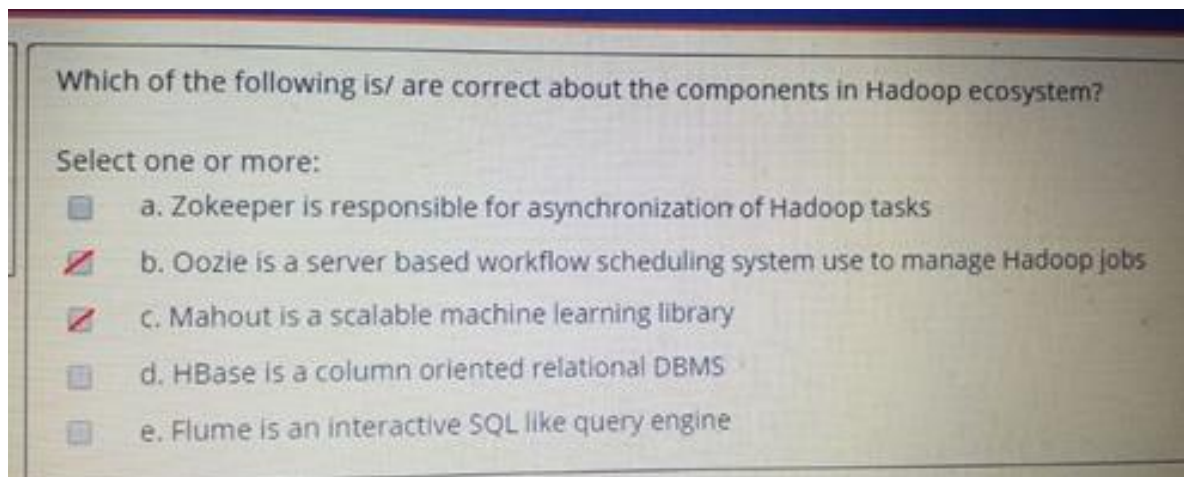 Which of the following is/ are correct about the components in Hadoop ecosystem?
Select one or more:
a. Zokeeper is responsible for asynchronization of Hadoop tasks
b. Oozie is a server based workflow scheduling system use to manage Hadoop jobs
c. Mahout is a scalable machine learning library
d. HBase is a column oriented relational DBMS
e. Flume is an interactive SQL like query engine